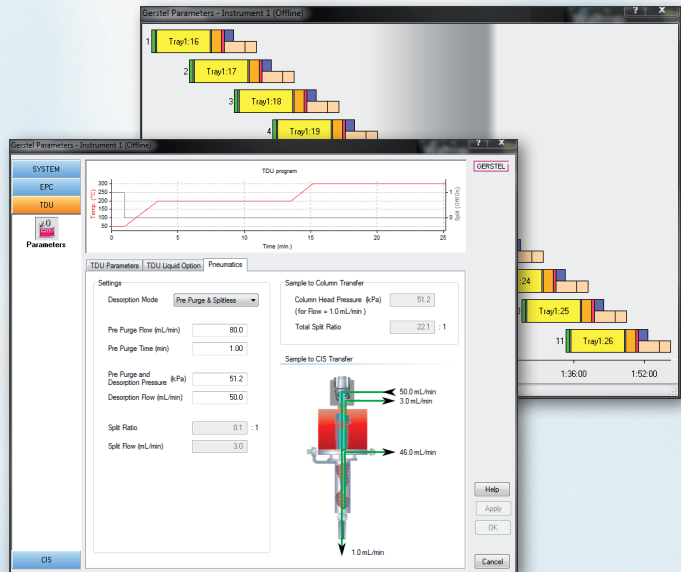 Gerstel Parameters - Instrument 1 (Offline)
? X
1 Tray1:16
2 Tray1:17
3 Tray1:18
4 Tray1:19
:24
Tray1:25
11 Tray1:26
1:36:00 1:52:00
Gerstel Parameters - Instrument 1 (Offline)
? X
SYSTEM
EPC
TDU
Parameters
CIS
GERSTEL
TDU program
Temp. (°C)
300
250
200
150
100
50
0 5 10 15 20 25
Time (min.)
1
0
Split (Off/On)
TDU Parameters TDU Liquid Option Pneumatics
Settings
Desorption Mode Pre Purge & Splitless
Pre Purge Flow (mL/min) 80.0
Pre Purge Time (min) 1.00
Pre Purge and
Desorption Pressure (kPa) 51.2
Desorption Flow (mL/min) 50.0
Split Ratio 0.1 : 1
Split Flow (mL/min) 3.0
Sample to Column Transfer
Column Head Pressure (kPa) 51.2
(for Flow = 1.0 mL/min )
Total Split Ratio 22.1 : 1
Sample to CIS Transfer
50.0 mL/min
3.0 mL/min
46.0 mL/min
1.0 mL/min
Help
Apply
OK
Cancel